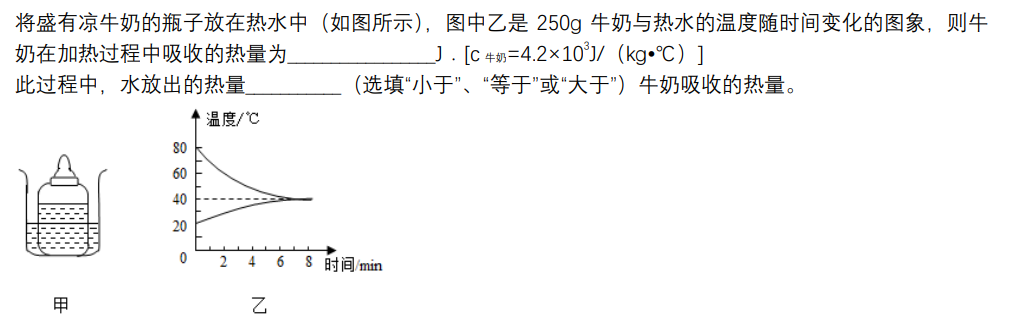 将盛有凉牛奶的瓶子放在热水中（如图所示），图中乙是 250g 牛奶与热水的温度随时间变化的图象，则牛
奶在加热过程中吸收的热量为_______________J．[c 牛奶=4.2×10³J/（kg•℃）]
此过程中，水放出的热量__________（选填“小于”、“等于”或“大于”）牛奶吸收的热量。
温度/℃
80
60
40
20
0 2 4 6 8 时间/min
甲 乙